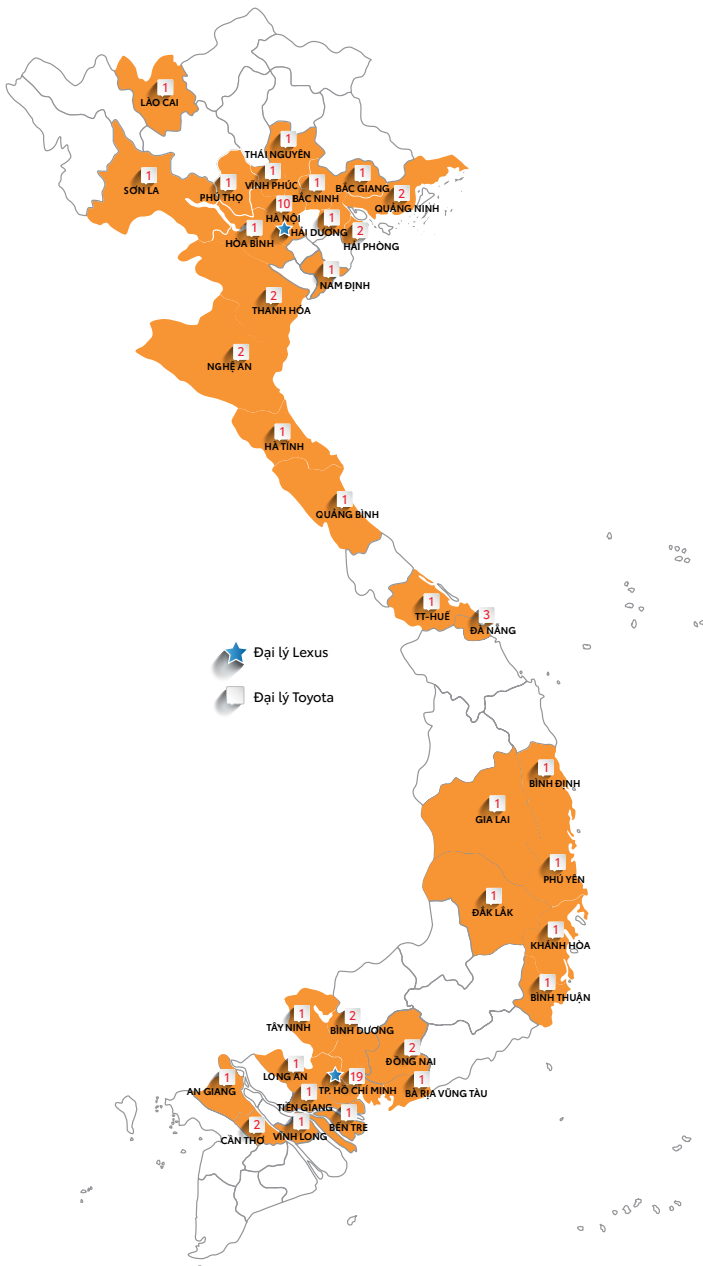 1
LÀO CAI
1
THÁI NGUYÊN
1
SƠN LA
1
PHÚ THỌ
1
VĨNH PHÚC
1
BẮC NINH
1
BẮC GIANG
2
QUẢNG NINH
10
HÀ NỘI
1
HẢI DƯƠNG
2
HẢI PHÒNG
1
HÒA BÌNH
1
NAM ĐỊNH
2
THANH HÓA
2
NGHỆ AN
1
HÀ TĨNH
1
QUẢNG BÌNH
1
TT-HUẾ
3
ĐÀ NẴNG
Đại lý Lexus
Đại lý Toyota
1
BÌNH ĐỊNH
1
GIA LAI
1
PHÚ YÊN
1
ĐẮK LẮK
1
KHÁNH HÒA
1
BÌNH THUẬN
1
TÂY NINH
2
BÌNH DƯƠNG
2
ĐỒNG NAI
1
LONG AN
19
TP. HỒ CHÍ MINH
1
BÀ RỊA VŨNG TÀU
1
AN GIANG
1
TIỀN GIANG
1
BẾN TRE
2
CẦN THƠ
1
VĨNH LONG